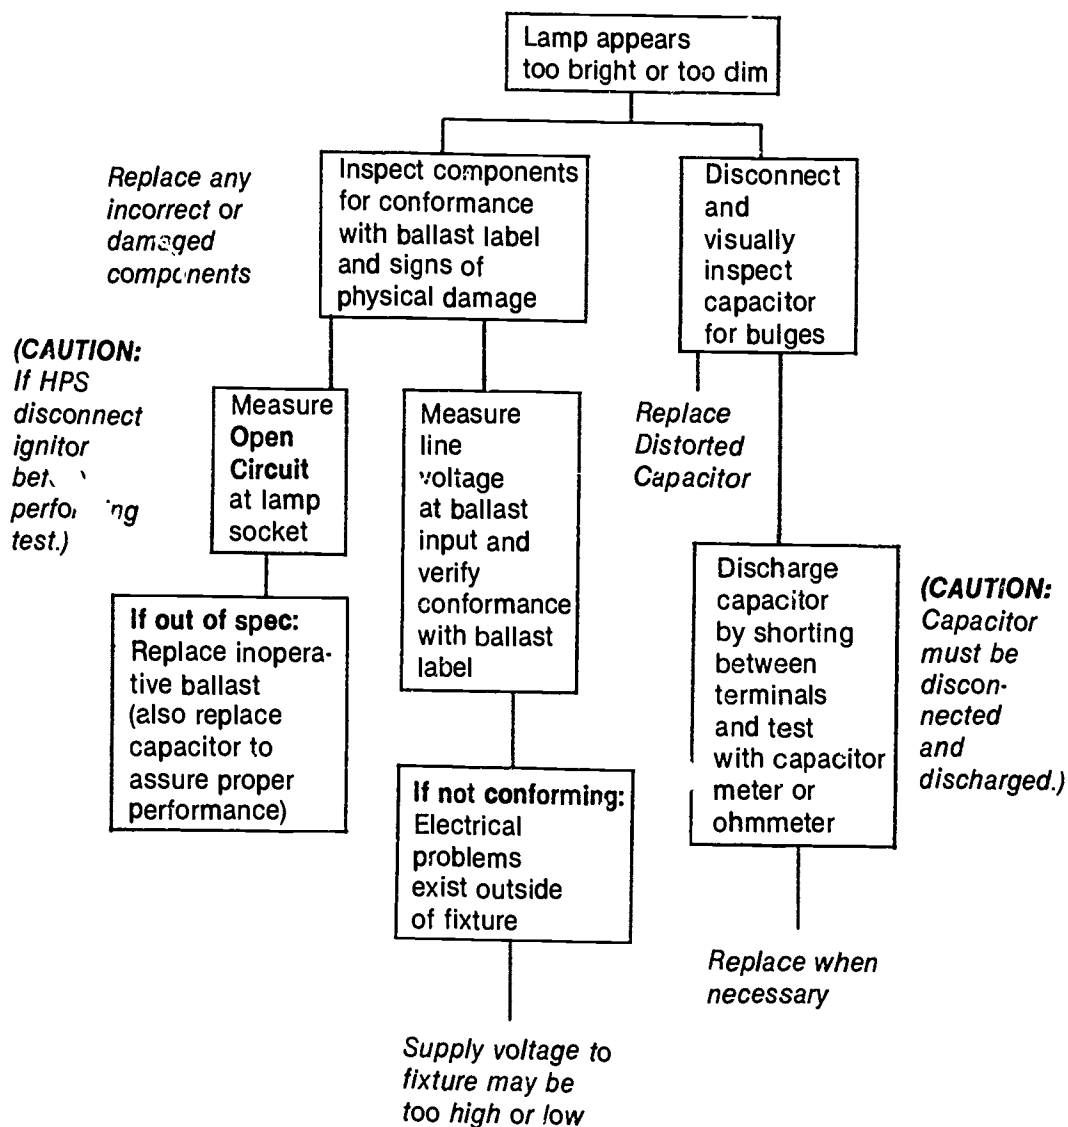 Lamp appears
too bright or too dim
Replace any
incorrect or
damaged
components
Inspect components
for conformance
with ballast label
and signs of
physical damage
Disconnect
and
visually
inspect
capacitor
for bulges
(CAUTION:
If HPS
disconnect
ignitor
test.)
Measure
Open
Circuit
at lamp
socket
Measure
line
voltage
at ballast
input and
verify
conformance
with ballast
label
Replace
Distorted
Capacitor
If out of spec:
Replace inopera-
tive ballast
(also replace
capacitor to
assure proper
performance)
Discharge
capacitor
by shorting
between
terminals
and test
with capacitor
meter or
ohmmeter
(CAUTION:
Capacitor
must be
discon-
nected
and
discharged.)
If not conforming:
Electrical
problems
exist outside
of fixture
Replace when
necessary
Supply voltage to
fixture may be
too high or low